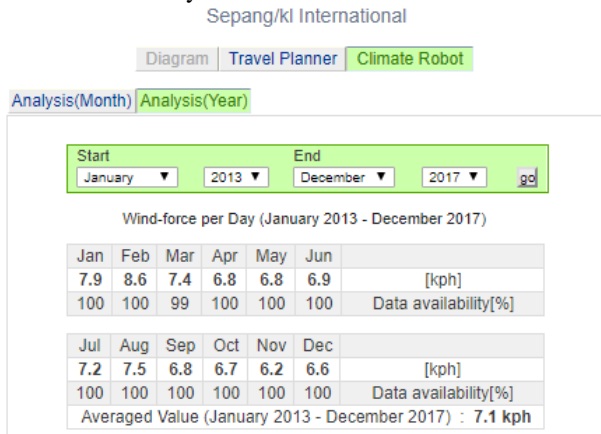 Sepang/kl International
Diagram Travel Planner Climate Robot
Analysis(Month) Analysis(Year)
Start End
January ▼ 2013 ▼ December ▼ 2017 ▼ go
Wind-force per Day (January 2013 - December 2017)
Jan Feb Mar Apr May Jun
7.9 8.6 7.4 6.8 6.8 6.9 [kph]
100 100 99 100 100 100 Data availability[%]
Jul Aug Sep Oct Nov Dec
7.2 7.5 6.8 6.7 6.2 6.6 [kph]
100 100 100 100 100 100 Data availability[%]
Averaged Value (January 2013 - December 2017) : 7.1 kph